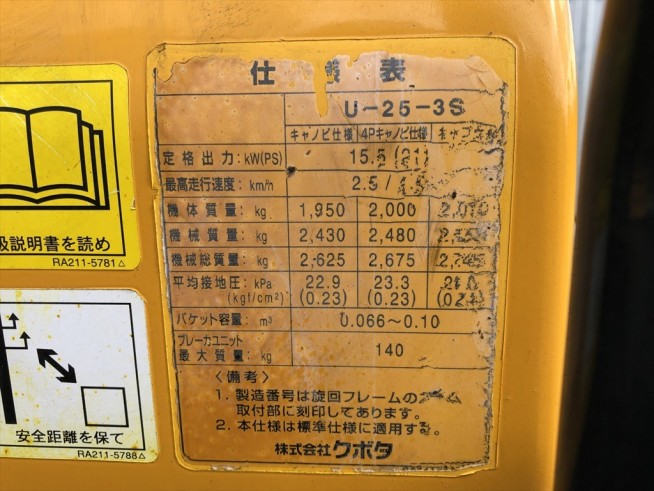 仕 表
U-25-3S
キャノピ仕様 4Pキャノピ仕様
定格出力:kW(PS) 15.5(21)
最高走行速度: km/h 2.5 /
機体質量: kg 1,950 2,000
機械質量: kg 2,430 2,480
機械総質量: kg 2,625 2,675
平均接地圧: kPa 22.9 23.3
(kgf/cm²) (0.23) (0.23)
バケット容量: m³ 0.066～0.10
ブレーカユニット
最大質量: kg 140
〈備考〉
1. 製造番号は旋回フレームの
取付部に刻印してあります。
2. 本仕様は標準仕様に適用する。
株式会社クボタ
扱説明書を読め
RA211-5781△
安全距離を保て
RA211-5788△